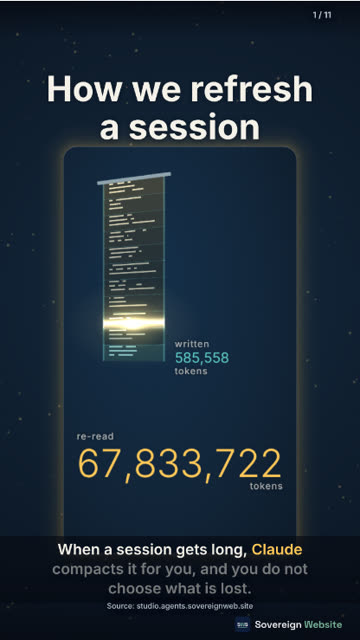 1 / 11
How we refresh
a session
written
585,558
tokens
re-read
67,833,722
tokens
When a session gets long, Claude
compacts it for you, and you do not
choose what is lost.
Source: studio.agents.sovereignweb.site
Sovereign Website